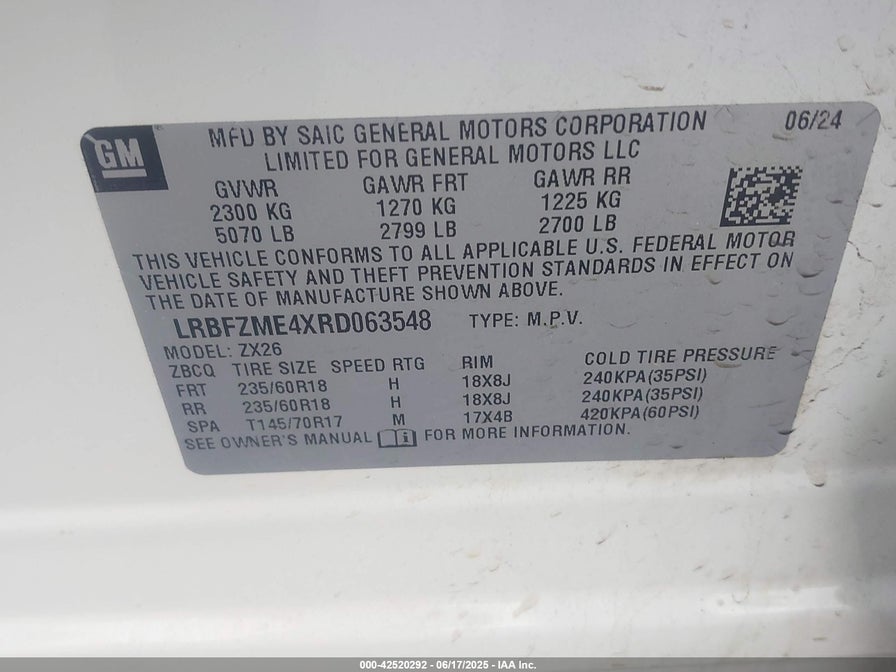 GM
MFD BY SAIC GENERAL MOTORS CORPORATION 06/24
LIMITED FOR GENERAL MOTORS LLC
GVWR GAWR FRT GAWR RR
2300 KG 1270 KG 1225 KG
5070 LB 2799 LB 2700 LB
THIS VEHICLE CONFORMS TO ALL APPLICABLE U.S. FEDERAL MOTOR
VEHICLE SAFETY AND THEFT PREVENTION STANDARDS IN EFFECT ON
THE DATE OF MANUFACTURE SHOWN ABOVE.
LRBFZME4XRD063548 TYPE: M.P.V.
MODEL: ZX26
ZBCQ TIRE SIZE SPEED RTG RIM COLD TIRE PRESSURE
FRT 235/60R18 H 18X8J 240KPA(35PSI)
RR 235/60R18 H 18X8J 240KPA(35PSI)
SPA T145/70R17 M 17X4B 420KPA(60PSI)
SEE OWNER'S MANUAL FOR MORE INFORMATION.
000-42520292 - 06/17/2025 - IAA Inc.